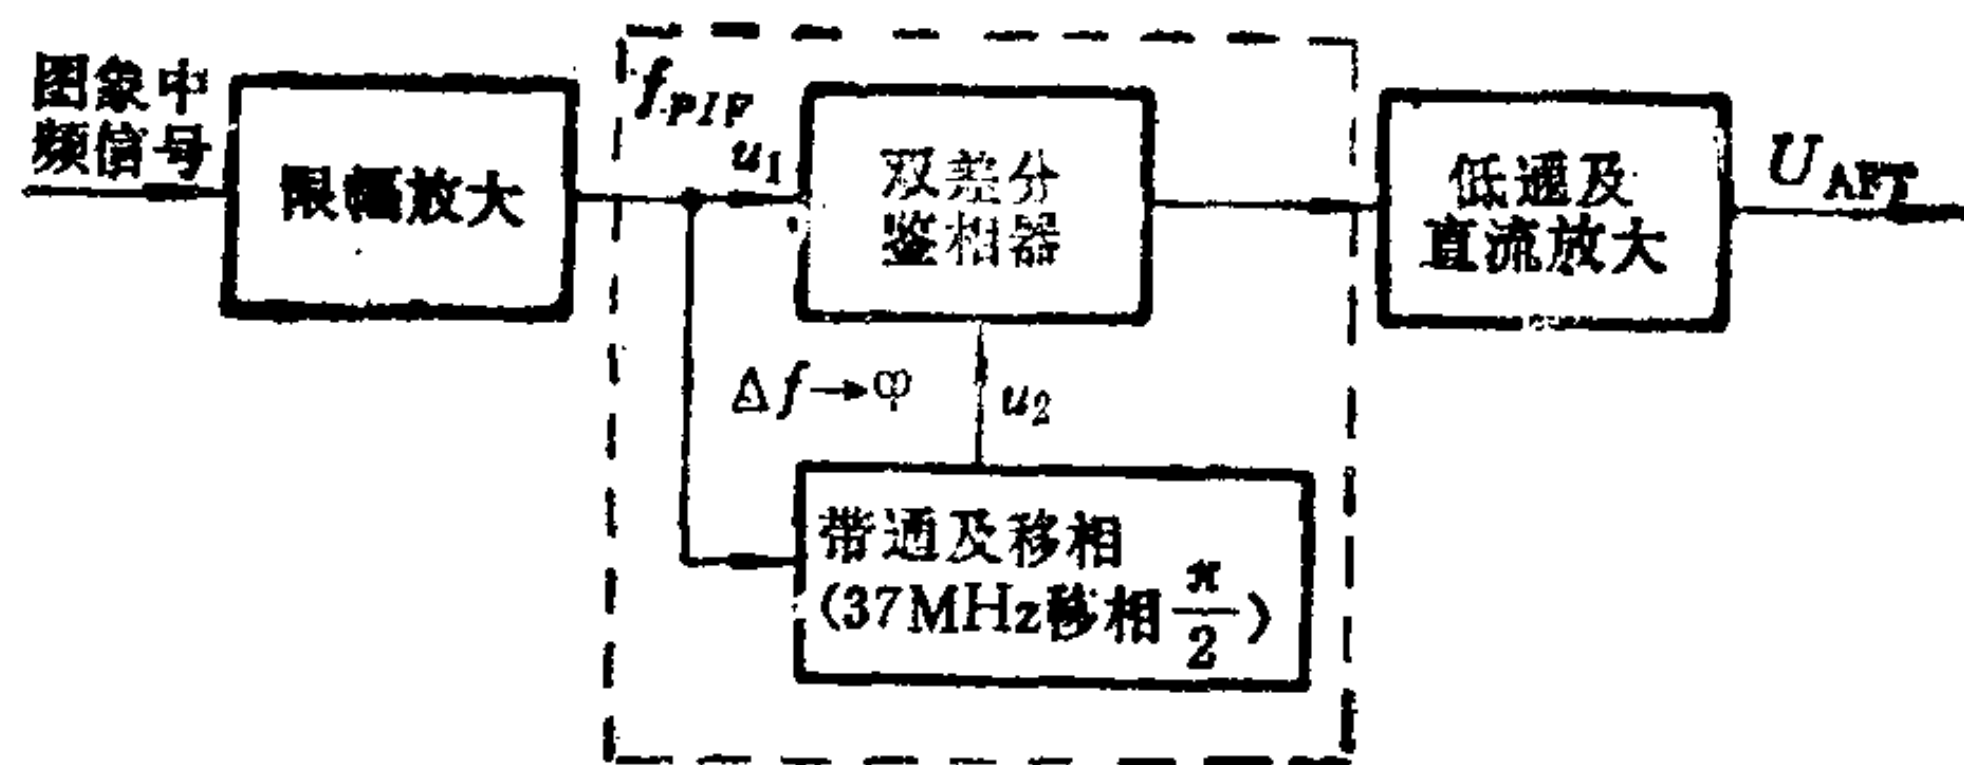 图象中
频信号
限幅放大
f_PIF
u₁
双差分
鉴相器
低通及
直流放大
U_AFT
Δf→φ
u₂
带通及移相
(37MHz移相 π/2)